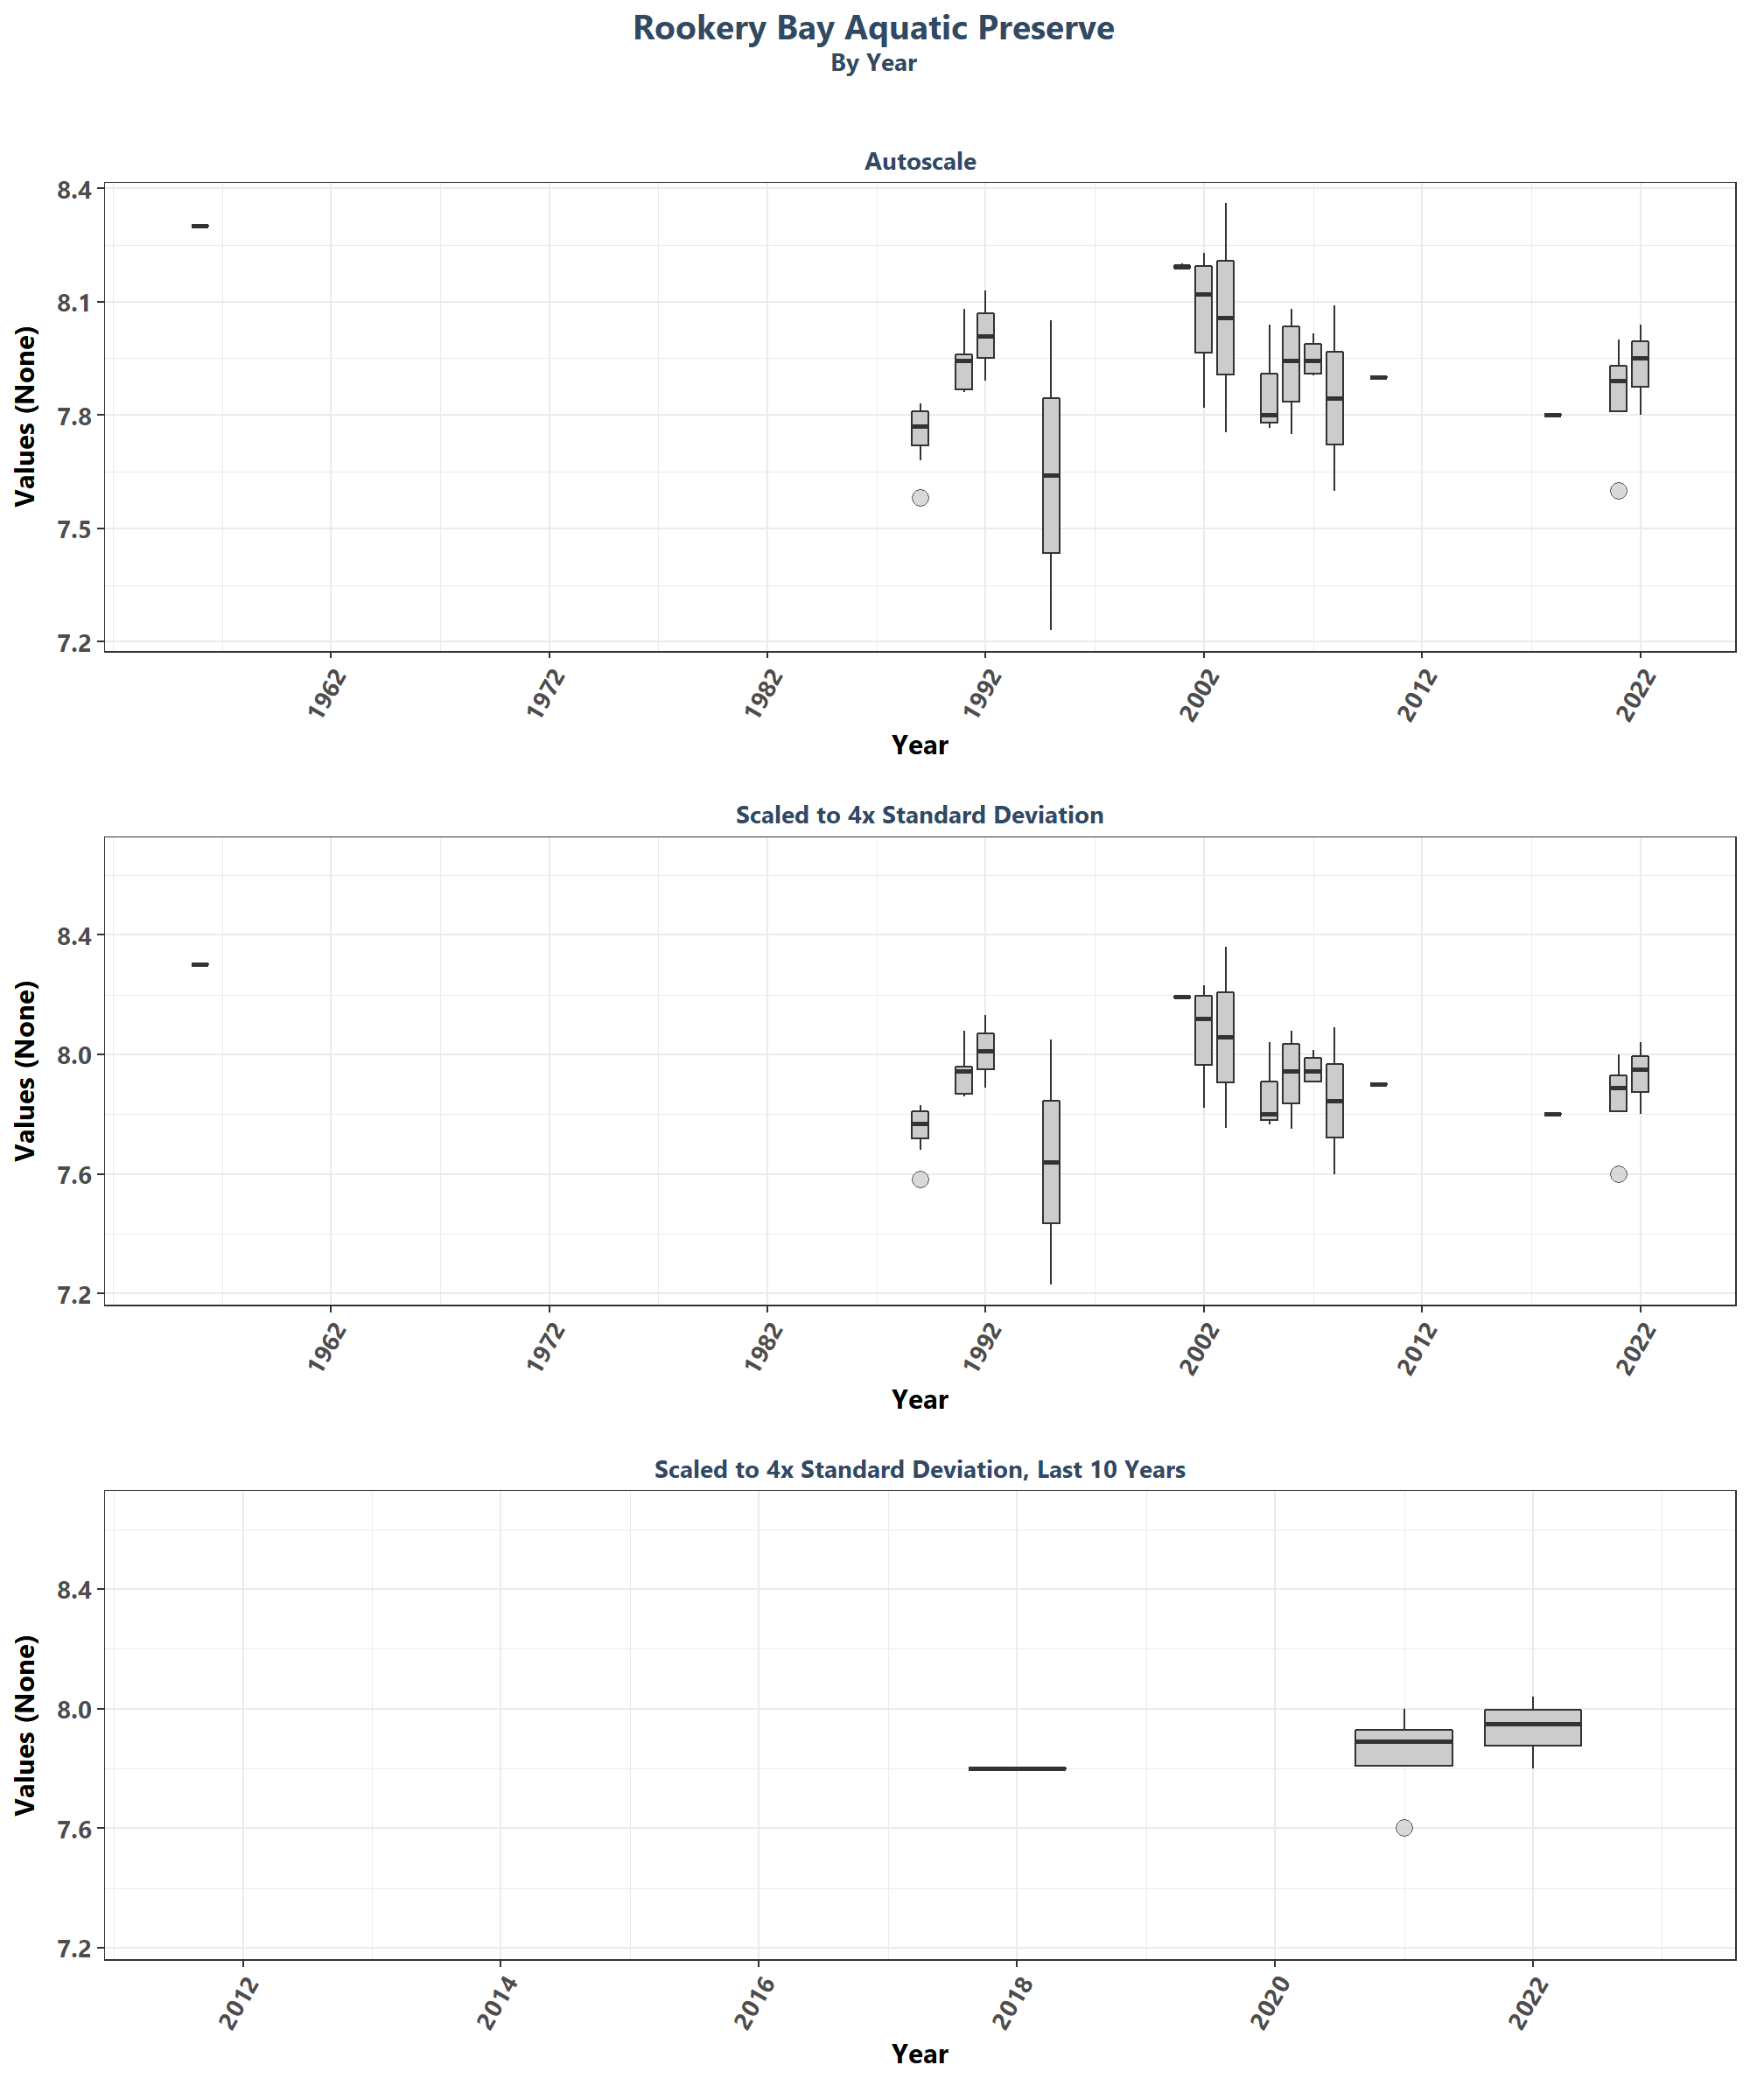 Rookery Bay Aquatic Preserve
By Year
Autoscale
8.4
8.1
7.8
7.5
7.2
Values (None)
1962 1972 1982 1992 2002 2012 2022
Year
Scaled to 4x Standard Deviation
8.4
8.0
7.6
7.2
Values (None)
1962 1972 1982 1992 2002 2012 2022
Year
Scaled to 4x Standard Deviation, Last 10 Years
8.4
8.0
7.6
7.2
Values (None)
2012 2014 2016 2018 2020 2022
Year